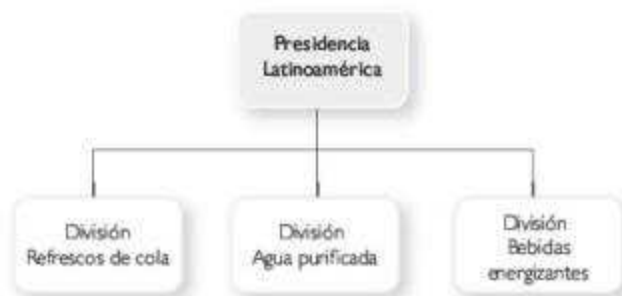 Presidencia
Latinoamérica
División
Refrescos de cola
División
Agua purificada
División
Bebidas
energizantes